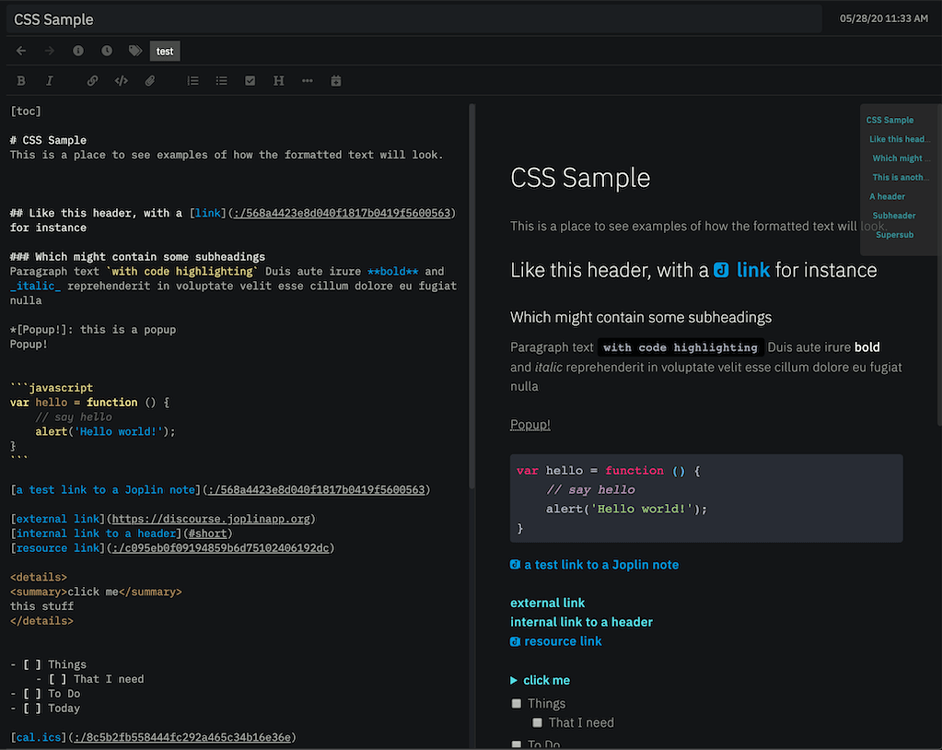 CSS Sample
05/28/20 11:33 AM
test
B I H
[toc]
# CSS Sample
This is a place to see examples of how the formatted text will look.
## Like this header, with a [link](:/568a4423e8d040f1817b0419f5600563)
for instance
### Which might contain some subheadings
Paragraph text `with code highlighting` Duis aute irure **bold** and
_italic_ reprehenderit in voluptate velit esse cillum dolore eu fugiat
nulla
*[Popup!]: this is a popup
Popup!
```javascript
var hello = function () {
// say hello
alert('Hello world!');
}
```
[a test link to a Joplin note](:/568a4423e8d040f1817b0419f5600563)
[external link](https://discourse.joplinapp.org)
[internal link to a header](#short)
[resource link](:/c095eb0f09194859b6d75102406192dc)
<details>
<summary>click me</summary>
this stuff
</details>
- [ ] Things
- [ ] That I need
- [ ] To Do
- [ ] Today
[cal.ics](:/8c5b2fb558444fc292a465c34b16e36e)
CSS Sample
This is a place to see examples of how the formatted text will look.
Like this header, with a link for instance
Which might contain some subheadings
Paragraph text with code highlighting Duis aute irure bold
and italic reprehenderit in voluptate velit esse cillum dolore eu fugiat
nulla
Popup!
var hello = function () {
// say hello
alert('Hello world!');
}
a test link to a Joplin note
external link
internal link to a header
resource link
click me
Things
That I need
To Do
CSS Sample
Like this head...
Which might ...
This is anoth...
A header
Subheader
Supersub